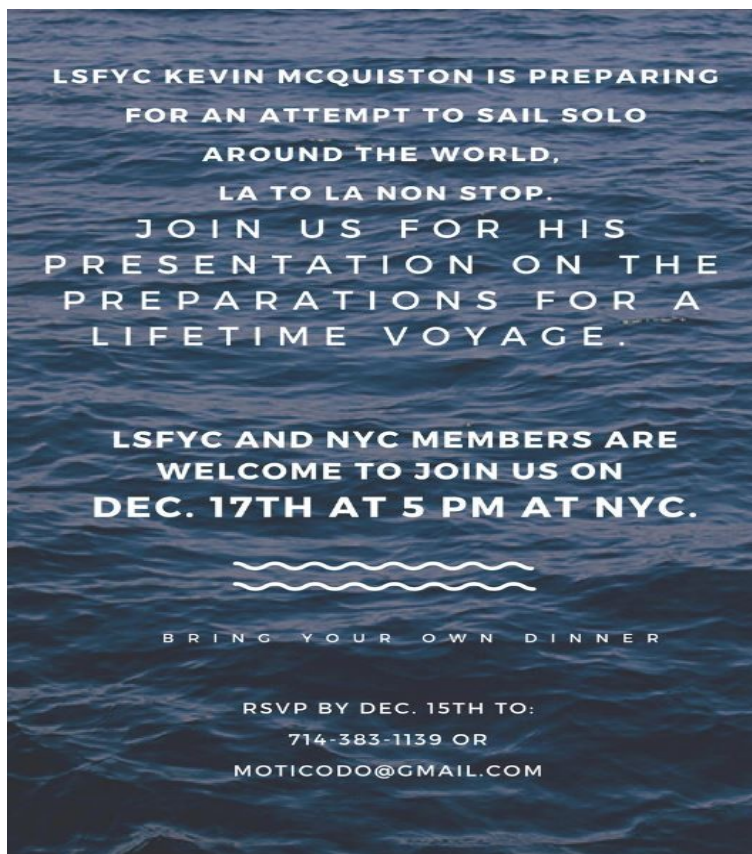 LSFYC KEVIN MCQUISTON IS PREPARING
FOR AN ATTEMPT TO SAIL SOLO
AROUND THE WORLD,
LA TO LA NON STOP.
JOIN US FOR HIS
PRESENTATION ON THE
PREPARATIONS FOR A
LIFETIME VOYAGE.
LSFYC AND NYC MEMBERS ARE
WELCOME TO JOIN US ON
DEC. 17TH AT 5 PM AT NYC.
BRING YOUR OWN DINNER
RSVP BY DEC. 15TH TO:
714-383-1139 OR
MOTICODO@GMAIL.COM